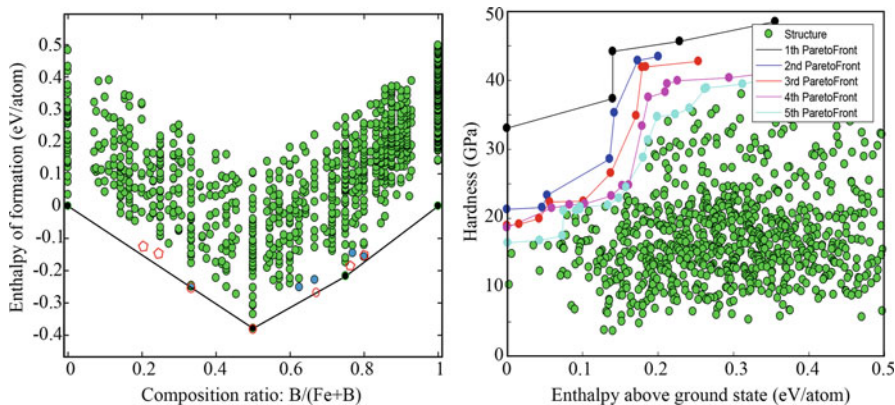 0.5
0.4
0.3
0.2
0.1
0
-0.1
-0.2
-0.3
-0.4
Enthalpy of formation (eV/atom)
0 0.2 0.4 0.6 0.8 1
Composition ratio: B/(Fe+B)
50
40
30
20
10
0
Hardness (GPa)
Structure
1th ParetoFront
2nd ParetoFront
3rd ParetoFront
4th ParetoFront
5th ParetoFront
0 0.1 0.2 0.3 0.4 0.5
Enthalpy above ground state (eV/atom)